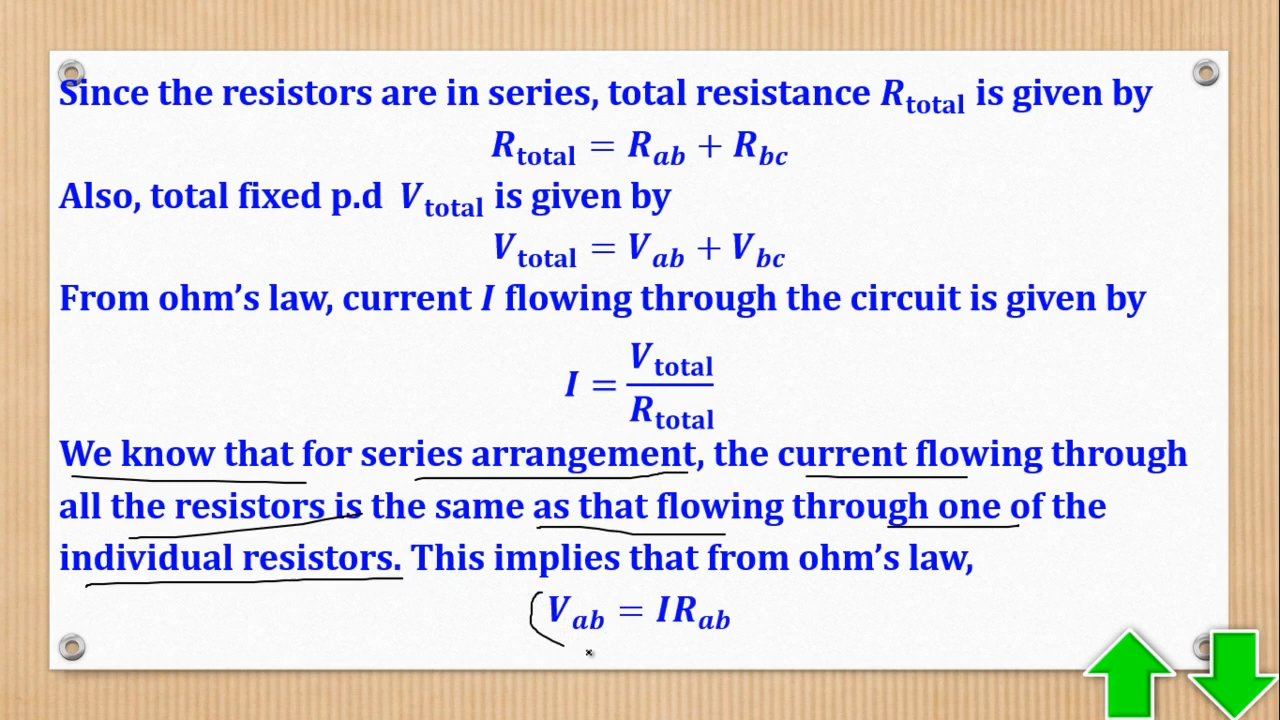 Since the resistors are in series, total resistance R_total is given by
R_total = R_ab + R_bc
Also, total fixed p.d V_total is given by
V_total = V_ab + V_bc
From ohm’s law, current I flowing through the circuit is given by
I = V_total / R_total
We know that for series arrangement, the current flowing through
all the resistors is the same as that flowing through one of the
individual resistors. This implies that from ohm’s law,
V_ab = IR_ab